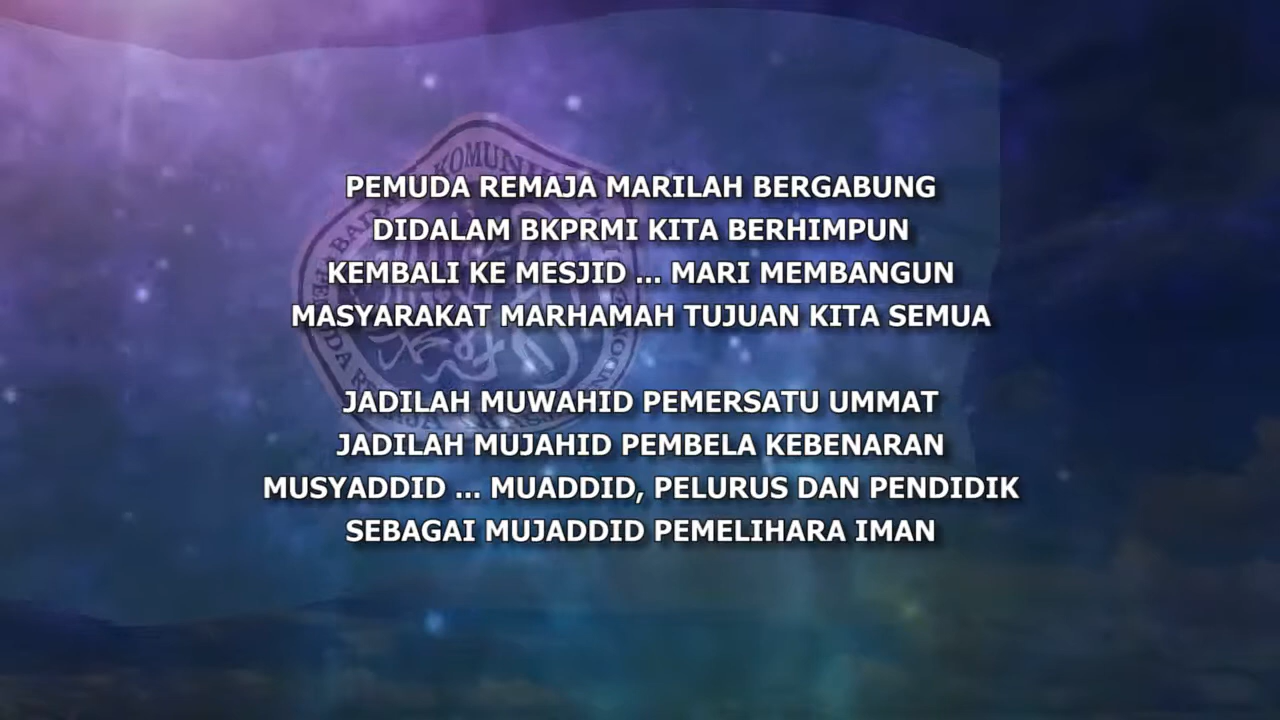 PEMUDA REMAJA MARILAH BERGABUNG
DIDALAM BKPRMI KITA BERHIMPUN
KEMBALI KE MESJID ... MARI MEMBANGUN
MASYARAKAT MARHAMAH TUJUAN KITA SEMUA
JADILAH MUWAHID PEMERSATU UMMAT
JADILAH MUJAHID PEMBELA KEBENARAN
MUSYADDID ... MUADDID, PELURUS DAN PENDIDIK
SEBAGAI MUJADDID PEMELIHARA IMAN